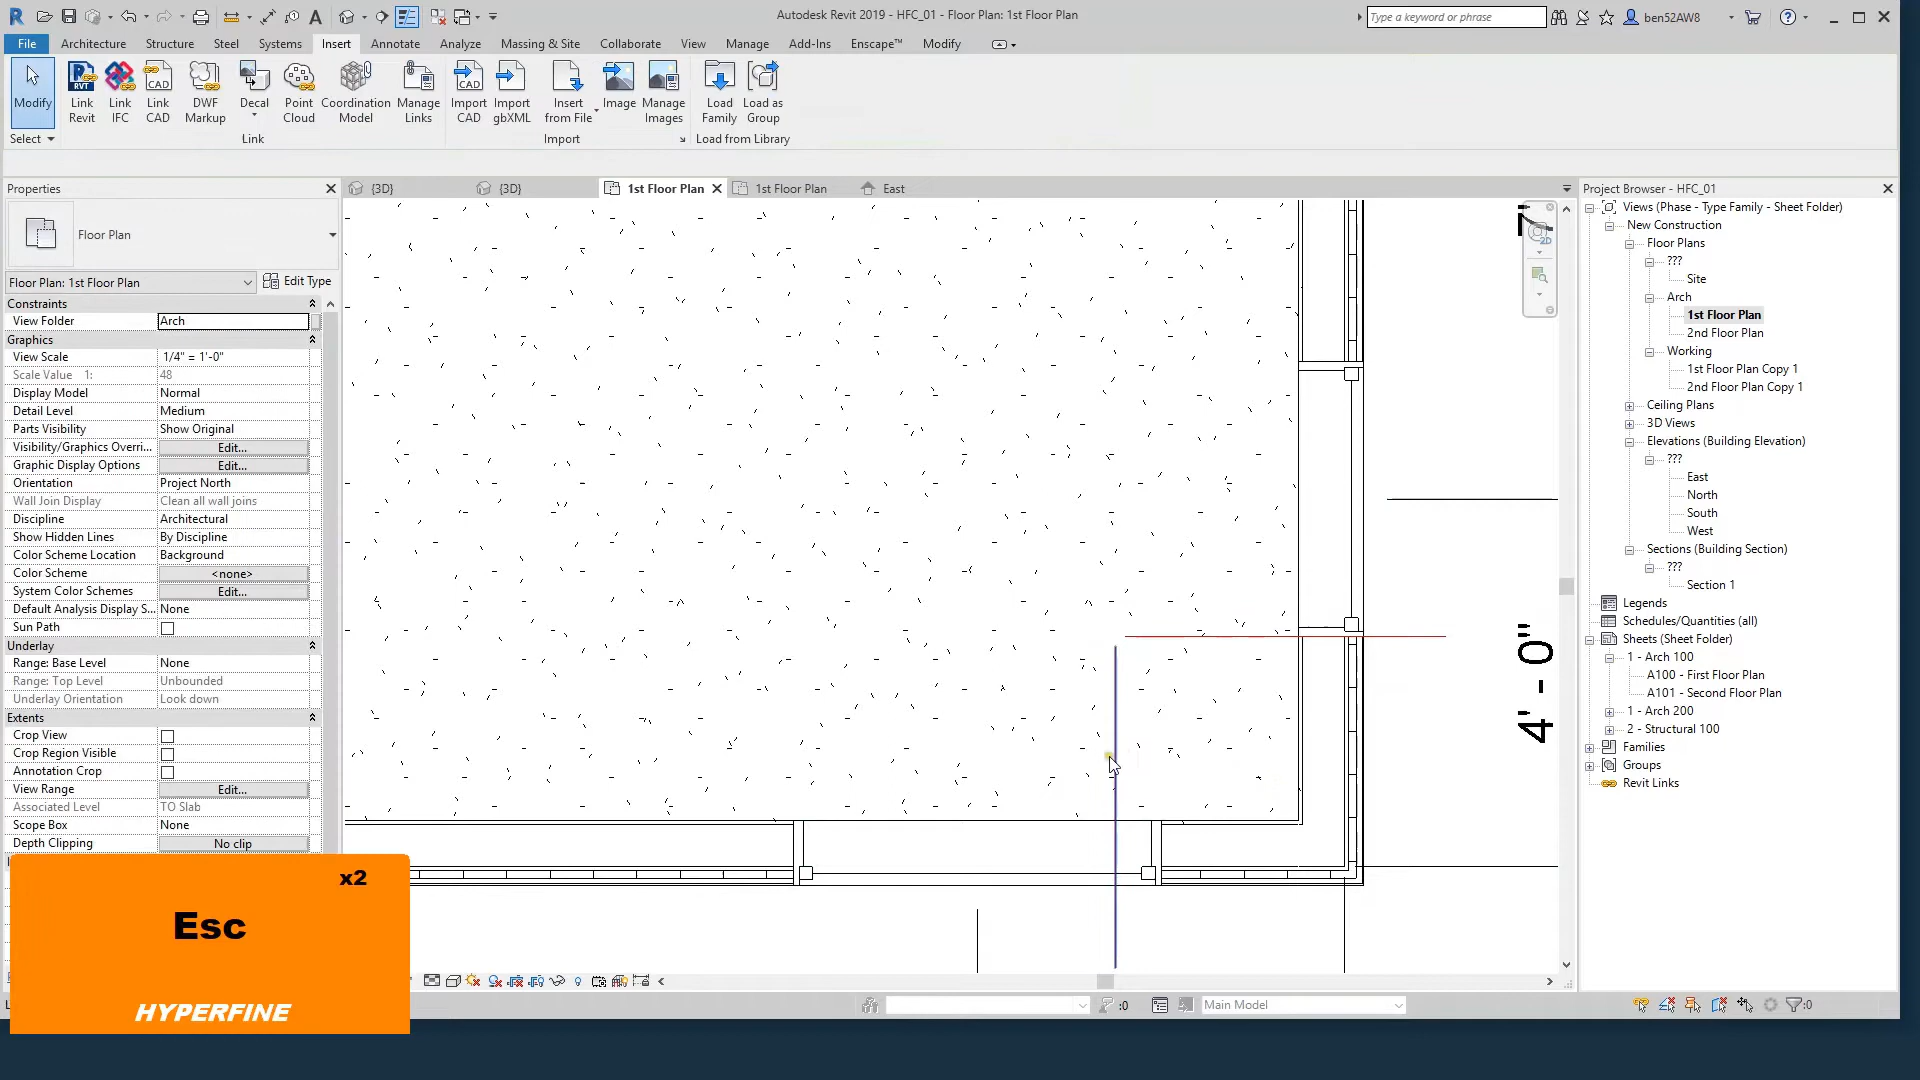 Autodesk Revit 2019 - HFC_01 - Floor Plan: 1st Floor Plan
Type a keyword or phrase
ben52AW8
File
Architecture
Structure
Steel
Systems
Insert
Annotate
Analyze
Massing & Site
Collaborate
View
Manage
Add-Ins
Enscape™
Modify
Modify
Link
Revit
Link
IFC
Link
CAD
DWF
Markup
Decal
Point
Cloud
Coordination
Model
Manage
Links
Import
CAD
Import
gbXML
Insert
from File
Image
Manage
Images
Load
Family
Load as
Group
Select
Link
Import
Load from Library
Properties
{3D}
{3D}
1st Floor Plan
1st Floor Plan
East
Floor Plan
Floor Plan: 1st Floor Plan
Edit Type
Constraints
View Folder Arch
Graphics
View Scale 1/4" = 1'-0"
Scale Value 1: 48
Display Model Normal
Detail Level Medium
Parts Visibility Show Original
Visibility/Graphics Overri... Edit...
Graphic Display Options Edit...
Orientation Project North
Wall Join Display Clean all wall joins
Discipline Architectural
Show Hidden Lines By Discipline
Color Scheme Location Background
Color Scheme <none>
System Color Schemes Edit...
Default Analysis Display S... None
Sun Path
Underlay
Range: Base Level None
Range: Top Level Unbounded
Underlay Orientation Look down
Extents
Crop View
Crop Region Visible
Annotation Crop
View Range Edit...
Associated Level TO Slab
Scope Box None
Depth Clipping No clip
x2
Esc
HYPERFINE
2D
4' - 0"
:0
Main Model
:0
Project Browser - HFC_01
Views (Phase - Type Family - Sheet Folder)
New Construction
Floor Plans
???
Site
Arch
1st Floor Plan
2nd Floor Plan
Working
1st Floor Plan Copy 1
2nd Floor Plan Copy 1
Ceiling Plans
3D Views
Elevations (Building Elevation)
???
East
North
South
West
Sections (Building Section)
???
Section 1
Legends
Schedules/Quantities (all)
Sheets (Sheet Folder)
1 - Arch 100
A100 - First Floor Plan
A101 - Second Floor Plan
1 - Arch 200
2 - Structural 100
Families
Groups
Revit Links